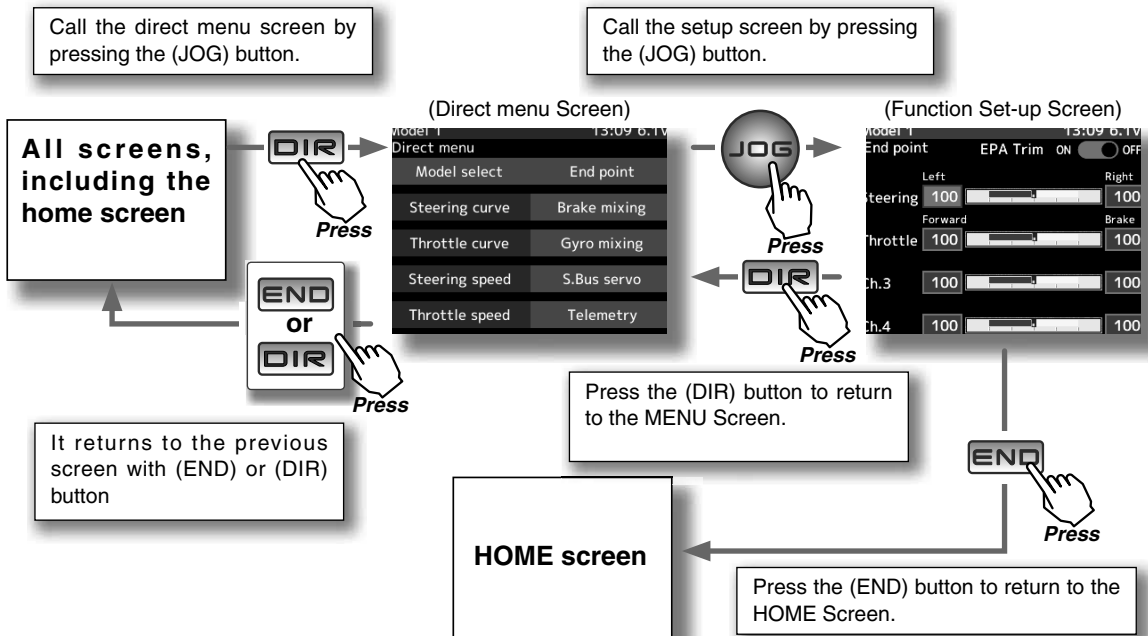 Call the direct menu screen by
pressing the (JOG) button.
Call the setup screen by pressing
the (JOG) button.
(Direct menu Screen)
(Function Set-up Screen)
All screens,
including the
home screen
DIR
Press
Model 1 13:09 6.1V
Direct menu
Model select End point
Steering curve Brake mixing
Throttle curve Gyro mixing
Steering speed S.Bus servo
Throttle speed Telemetry
JOG
Press
DIR
Press
Model 1 13:09 6.1V
End point EPA Trim ON OFF
Left Right
Steering 100 100
Forward Brake
Throttle 100 100
Ch.3 100 100
Ch.4 100 100
END
or
DIR
Press
It returns to the previous
screen with (END) or (DIR)
button
Press the (DIR) button to return
to the MENU Screen.
END
Press
HOME screen
Press the (END) button to return to the
HOME Screen.